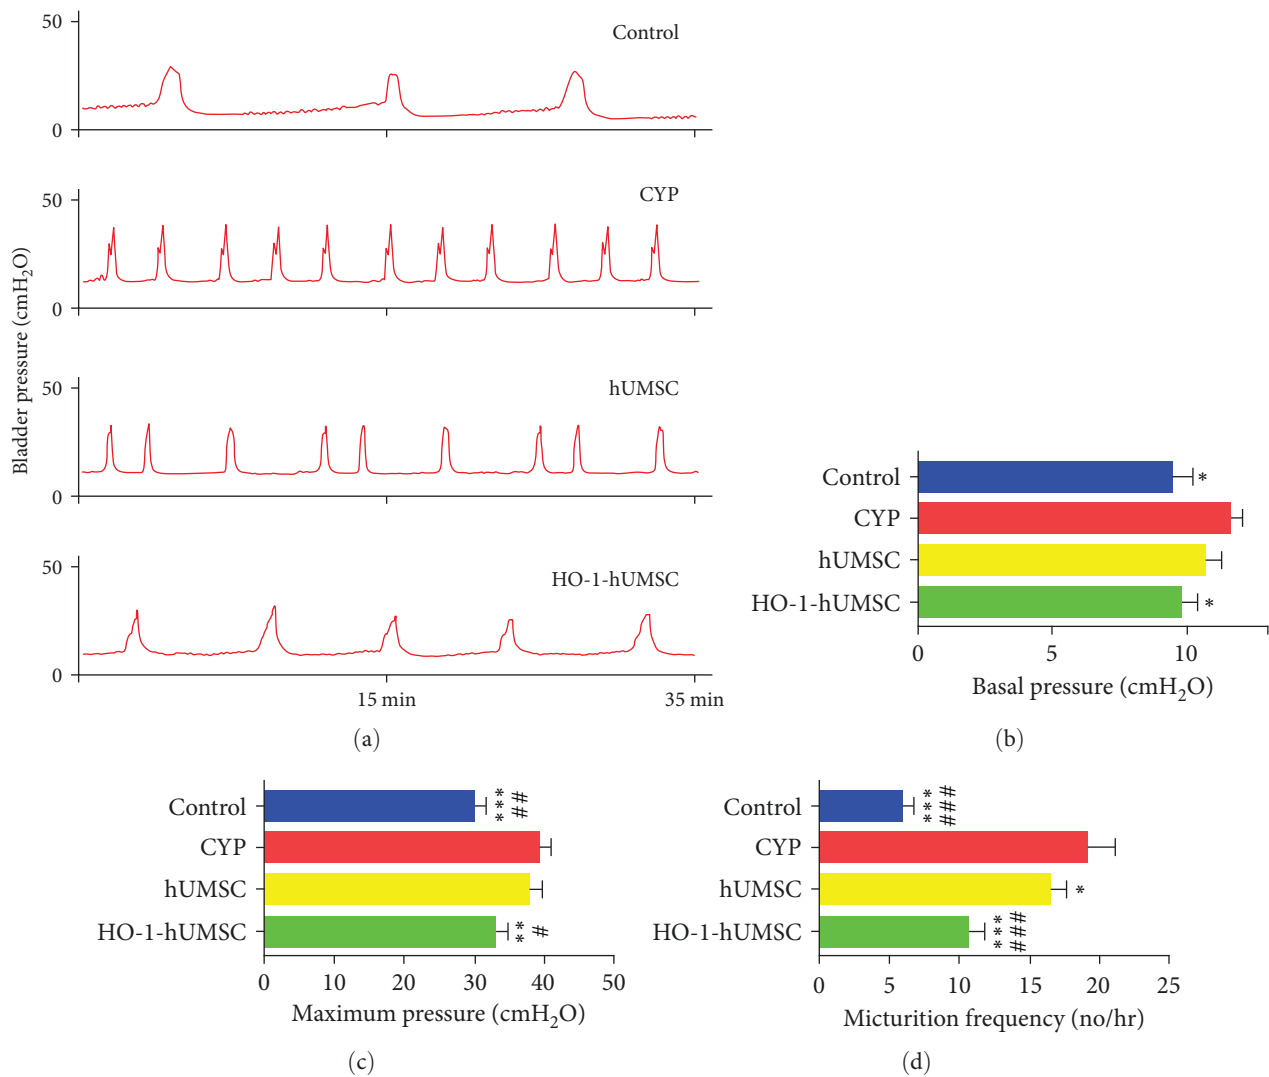 Bladder pressure (cmH₂O)
50
Control
0
50
CYP
0
50
hUMSC
0
50
HO-1-hUMSC
0
15 min
35 min
(a)
Control
*
CYP
hUMSC
HO-1-hUMSC
*
0
5
10
Basal pressure (cmH₂O)
(b)
Control
***
##
CYP
hUMSC
HO-1-hUMSC
**
#
0
10
20
30
40
50
Maximum pressure (cmH₂O)
(c)
Control
***
###
CYP
hUMSC
*
HO-1-hUMSC
***
###
0
5
10
15
20
25
Micturition frequency (no/hr)
(d)